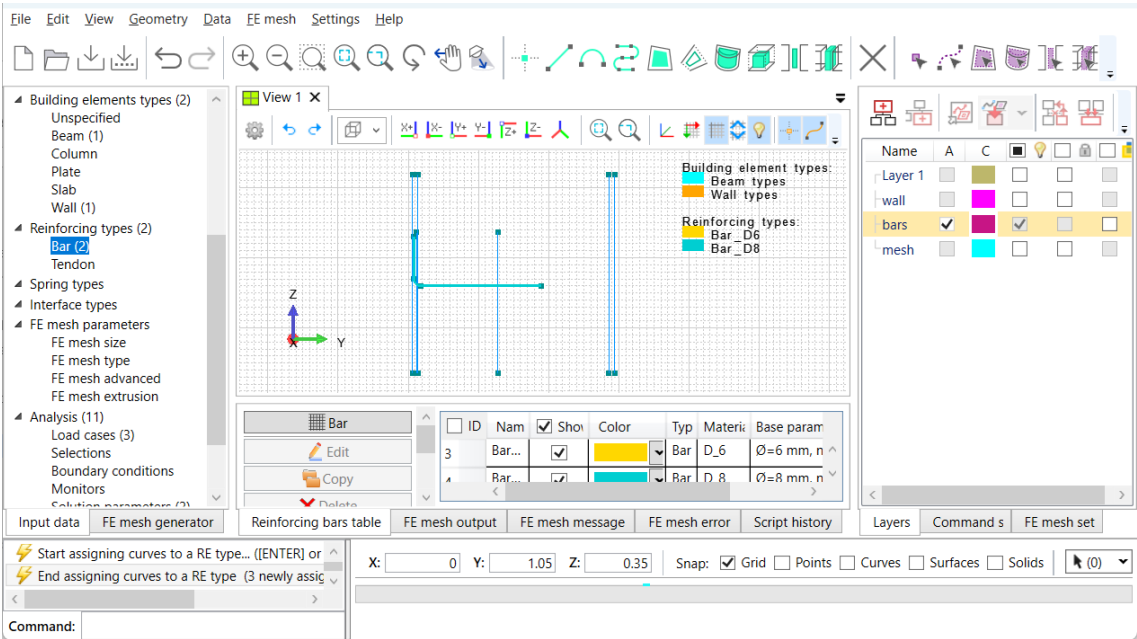 File Edit View Geometry Data FE mesh Settings Help
Building elements types (2)
Unspecified
Beam (1)
Column
Plate
Slab
Wall (1)
Reinforcing types (2)
Bar (2)
Tendon
Spring types
Interface types
FE mesh parameters
FE mesh size
FE mesh type
FE mesh advanced
FE mesh extrusion
Analysis (11)
Load cases (3)
Selections
Boundary conditions
Monitors
Solution parameters (2)
Input data FE mesh generator
View 1
X+ X- Y+ Y- Z+ Z-
Building element types:
Beam types
Wall types
Reinforcing types:
Bar_D6
Bar_D8
Z
X Y
Bar
Edit
Copy
Delete
ID Nam Show Color Typ Materia Base param
3 Bar... Bar D_6 Ø=6 mm, n
4 Bar... Bar D_8 Ø=8 mm, n
Reinforcing bars table FE mesh output FE mesh message FE mesh error Script history
Name A C
Layer 1
wall
bars
mesh
Layers Command s FE mesh set
Start assigning curves to a RE type... ([ENTER] or
End assigning curves to a RE type (3 newly assig
Command:
X: 0 Y: 1.05 Z: 0.35 Snap: Grid Points Curves Surfaces Solids (0)